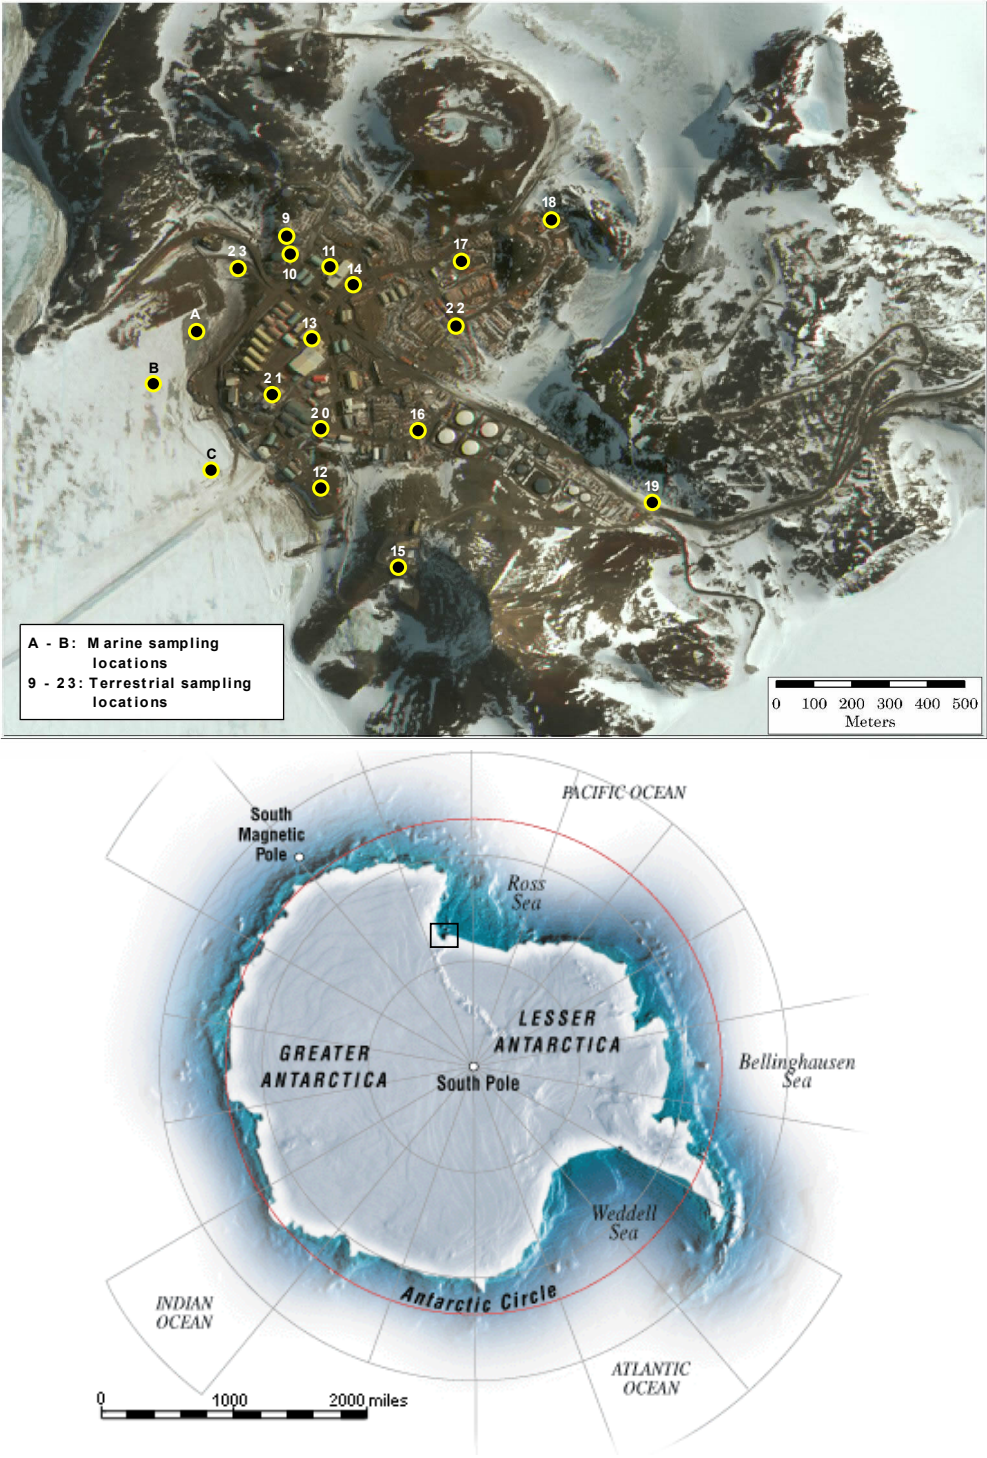 18
9
23
11
17
10
14
A
22
13
B
21
20
16
C
12
19
15
A - B: Marine sampling
locations
9 - 23: Terrestrial sampling
locations
0 100 200 300 400 500
Meters
PACIFIC OCEAN
South
Magnetic
Pole
Ross
Sea
LESSER
ANTARCTICA
GREATER
ANTARCTICA
South Pole
Bellinghausen
Sea
Weddell
Sea
Antarctic Circle
INDIAN
OCEAN
ATLANTIC
OCEAN
0 1000 2000 miles